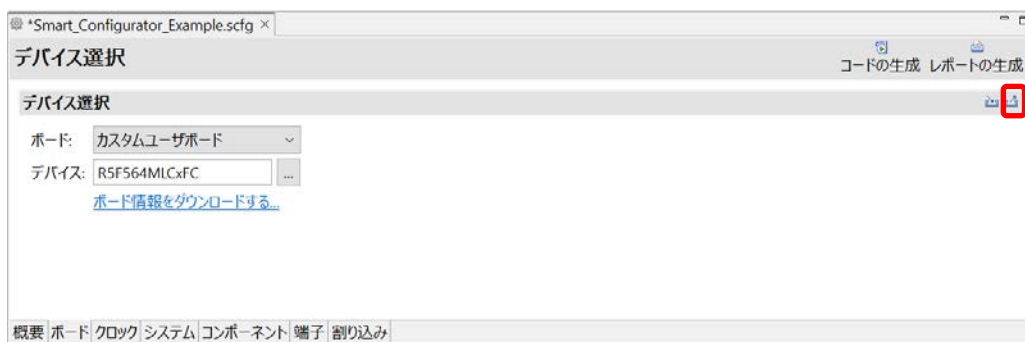 *Smart_Configurator_Example.scfg ×
デバイス選択
コードの生成 レポートの生成
デバイス選択
ボード: カスタムユーザボード
デバイス: R5F564MLCxFC ...
ボード情報をダウンロードする...
概要 ボード クロック システム コンポーネント 端子 割り込み